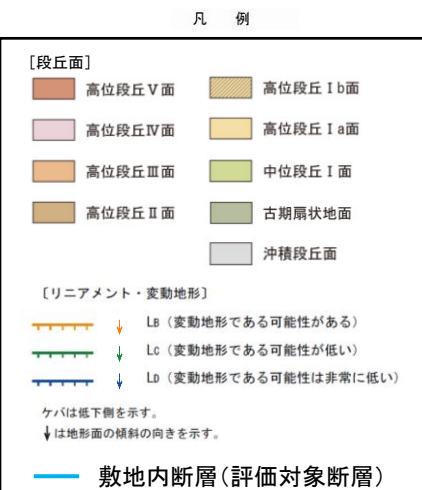 凡　例
[段丘面]
高位段丘Ⅴ面
高位段丘Ⅰb面
高位段丘Ⅳ面
高位段丘Ⅰa面
高位段丘Ⅲ面
中位段丘Ⅰ面
高位段丘Ⅱ面
古期扇状地面
沖積段丘面
〔リニアメント・変動地形〕
LB（変動地形である可能性がある）
LC（変動地形である可能性が低い）
LD（変動地形である可能性は非常に低い）
ケバは低下側を示す。
↓は地形面の傾斜の向きを示す。
敷地内断層(評価対象断層)